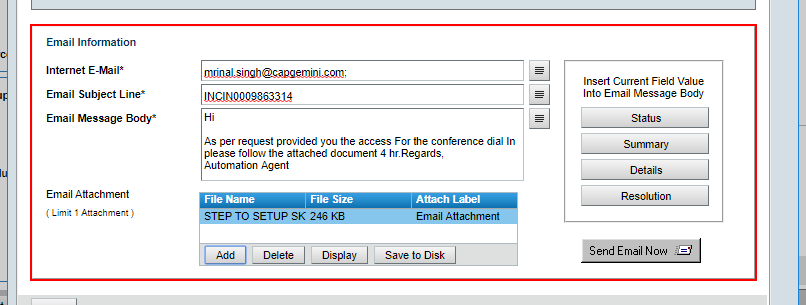 Email Information
Internet E-Mail*
mrinal.singh@capgemini.com;
Email Subject Line*
INCIN0009863314
Email Message Body*
Hi
As per request provided you the access For the conference dial In
please follow the attached document 4 hr.Regards,
Automation Agent
Insert Current Field Value
Into Email Message Body
Status
Summary
Details
Resolution
Email Attachment
( Limit 1 Attachment )
File Name File Size Attach Label
STEP TO SETUP SK 246 KB Email Attachment
Add Delete Display Save to Disk
Send Email Now